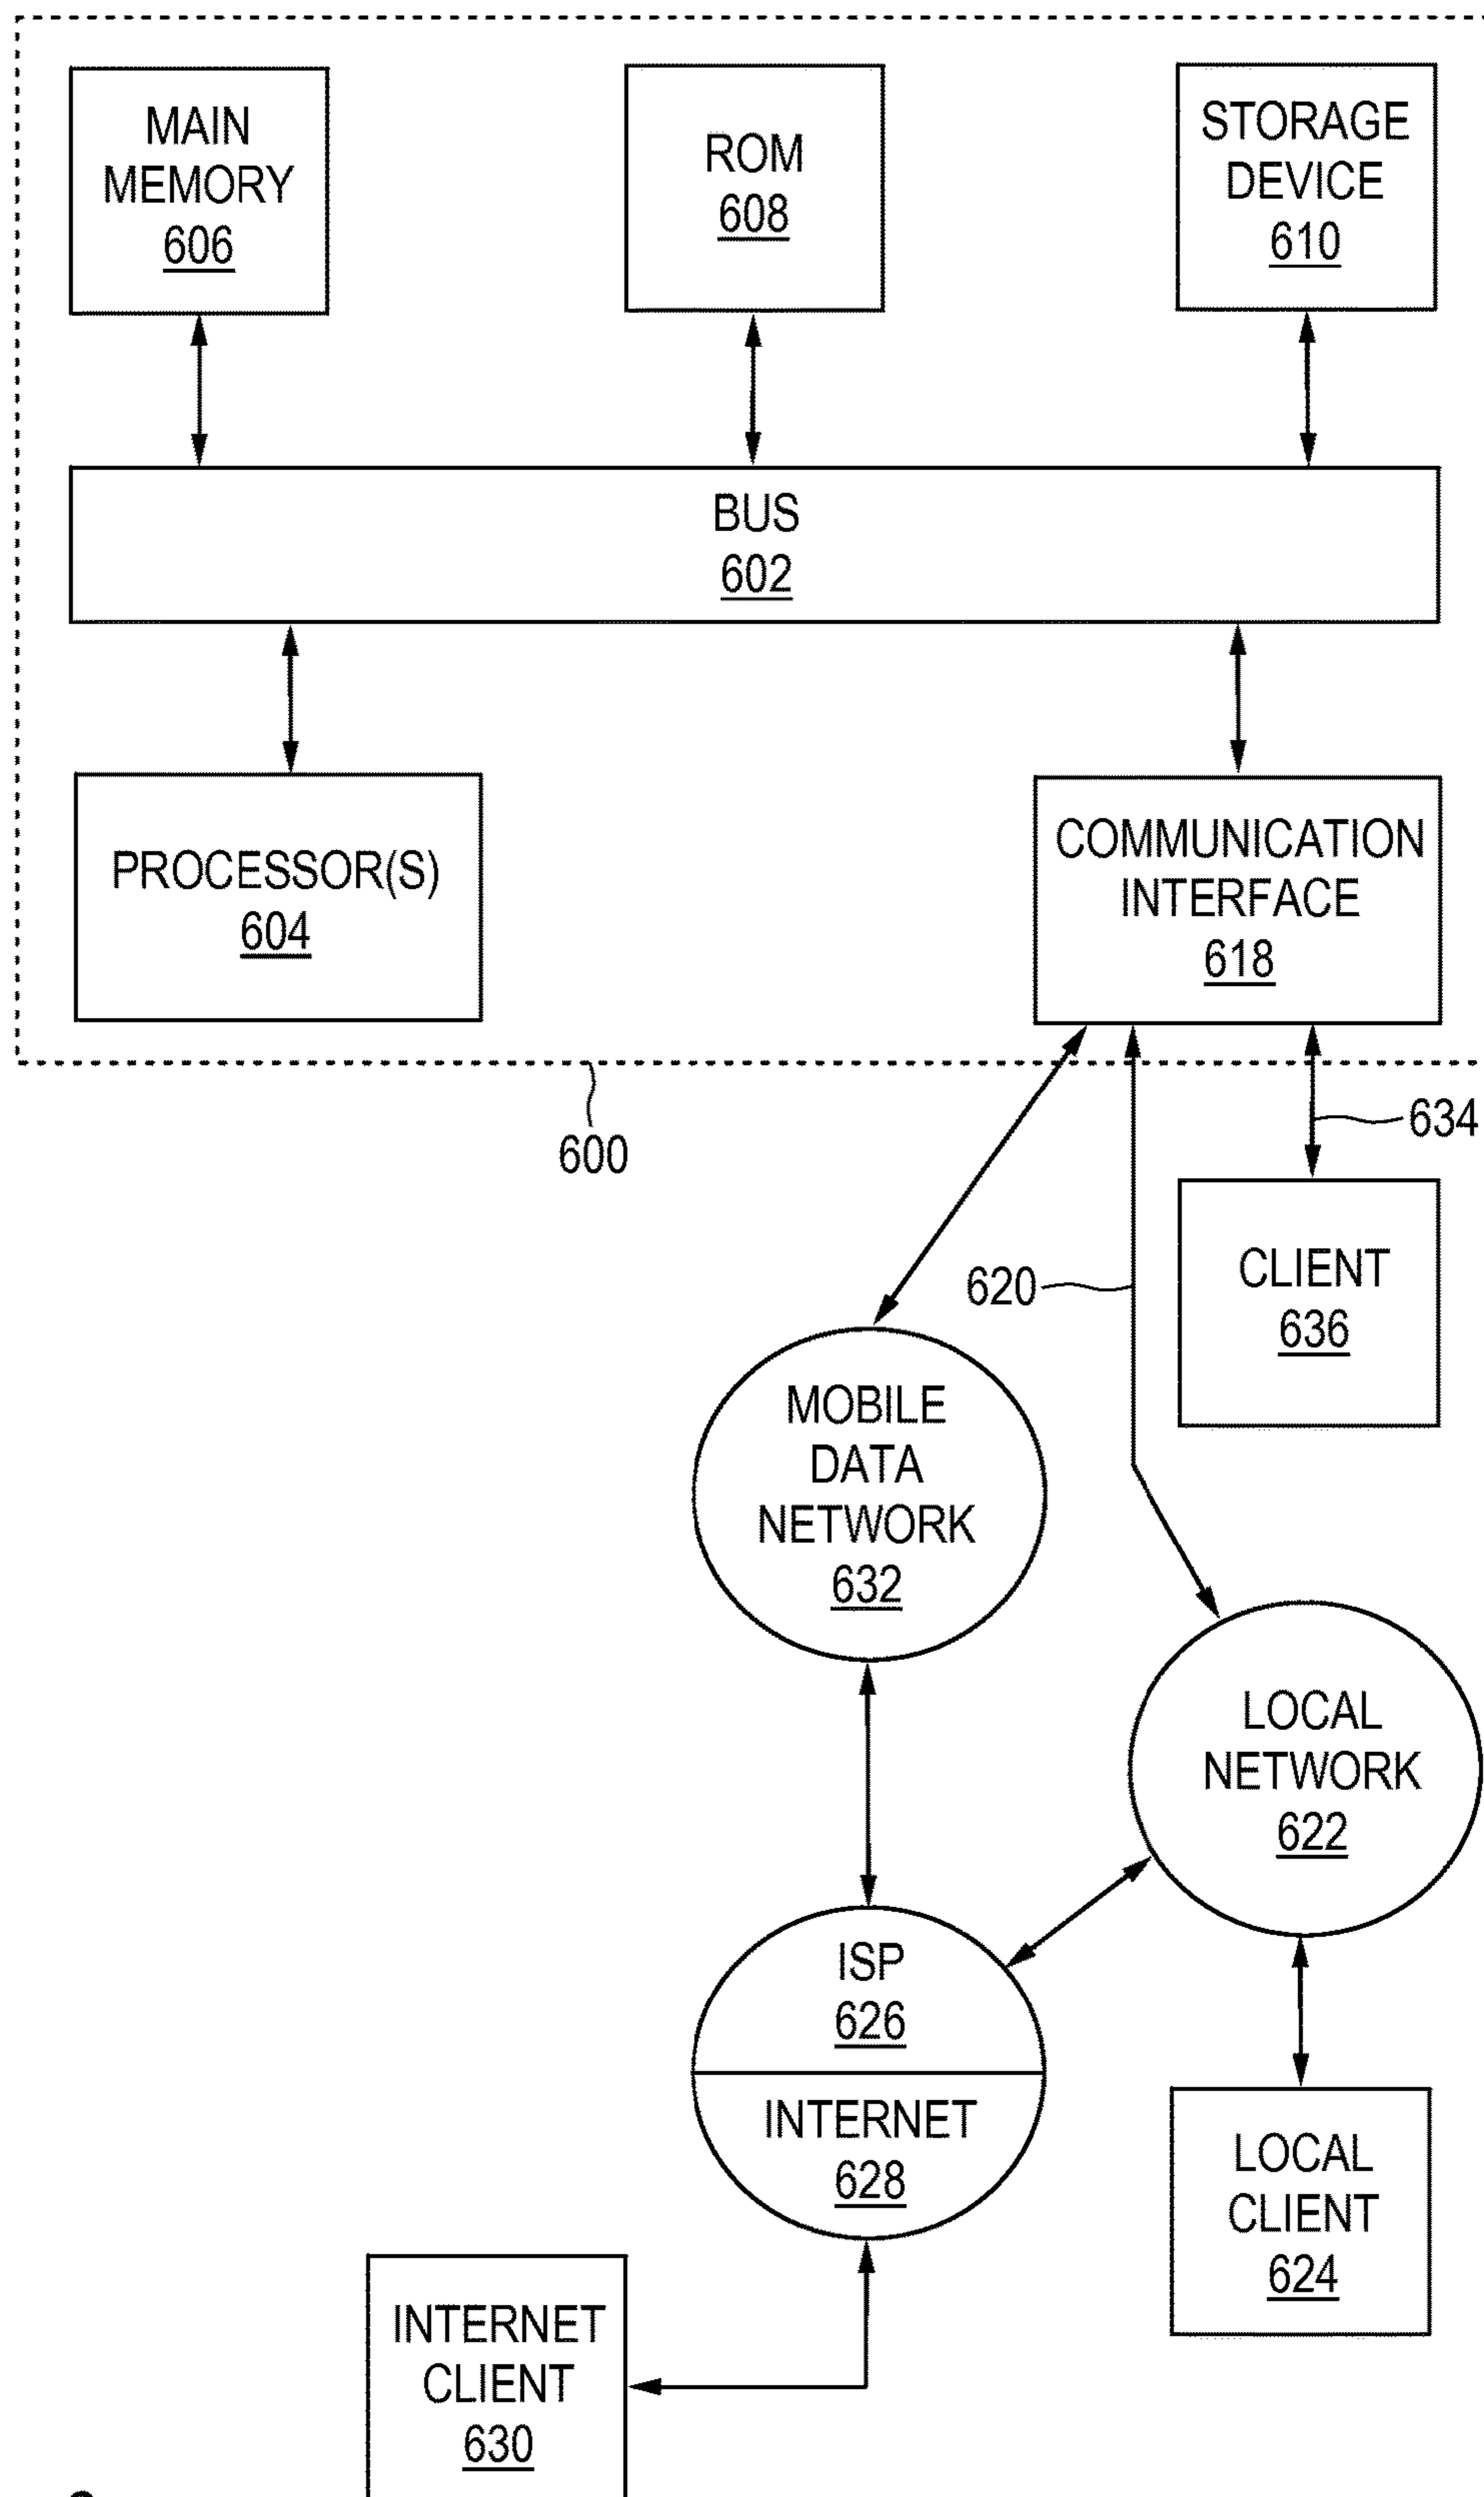 MAIN
MEMORY
606
ROM
608
STORAGE
DEVICE
610
BUS
602
PROCESSOR(S)
604
COMMUNICATION
INTERFACE
618
600
634
620
CLIENT
636
MOBILE
DATA
NETWORK
632
LOCAL
NETWORK
622
ISP
626
INTERNET
628
LOCAL
CLIENT
624
INTERNET
CLIENT
630